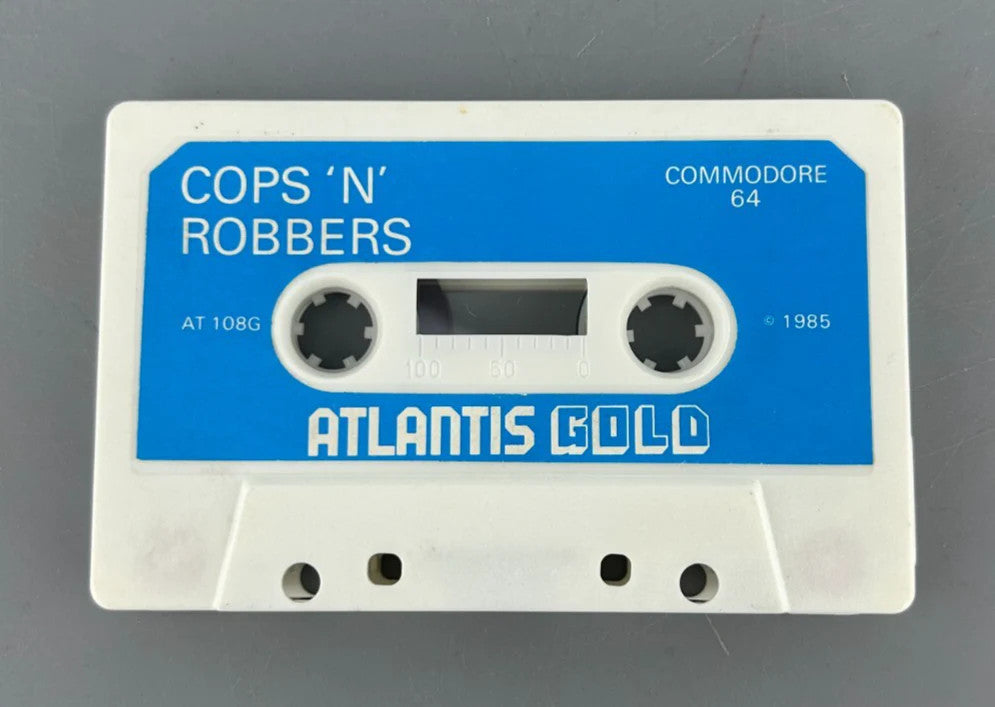 COPS ‘N’
ROBBERS
COMMODORE
64
AT 108G
© 1985
100 50 0
ATLANTIS GOLD